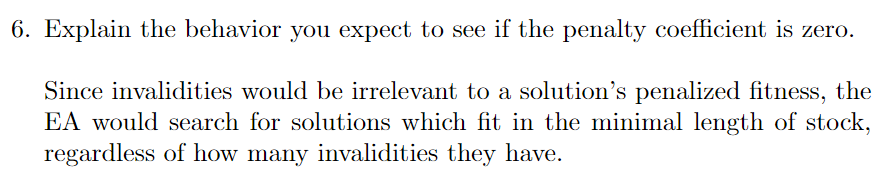 6. Explain the behavior you expect to see if the penalty coefficient is zero.
Since invalidities would be irrelevant to a solution's penalized fitness, the
EA would search for solutions which fit in the minimal length of stock,
regardless of how many invalidities they have.